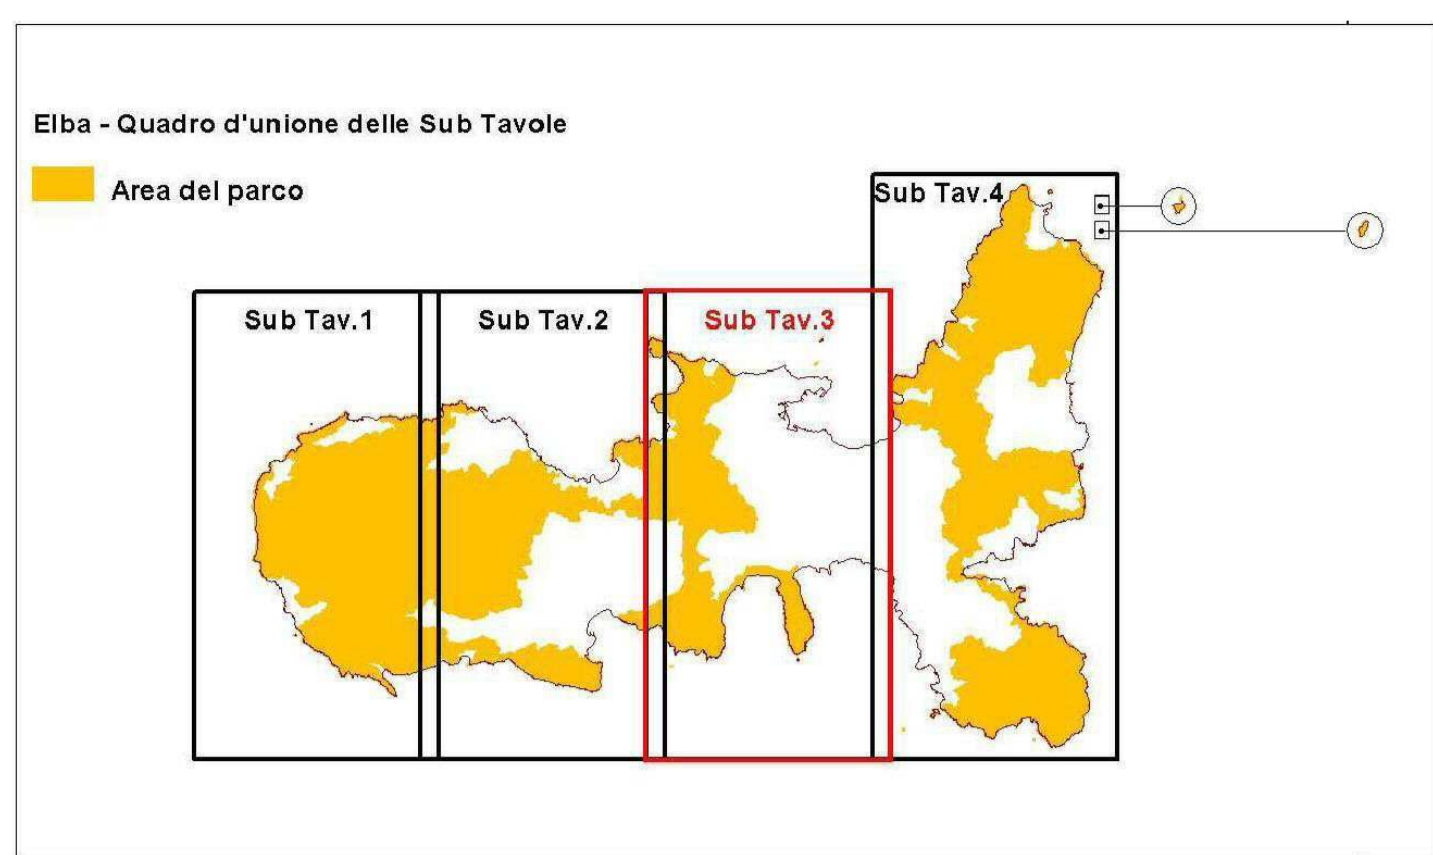 Elba - Quadro d'unione delle Sub Tavole
Area del parco
Sub Tav.4
Sub Tav.1
Sub Tav.2
Sub Tav.3